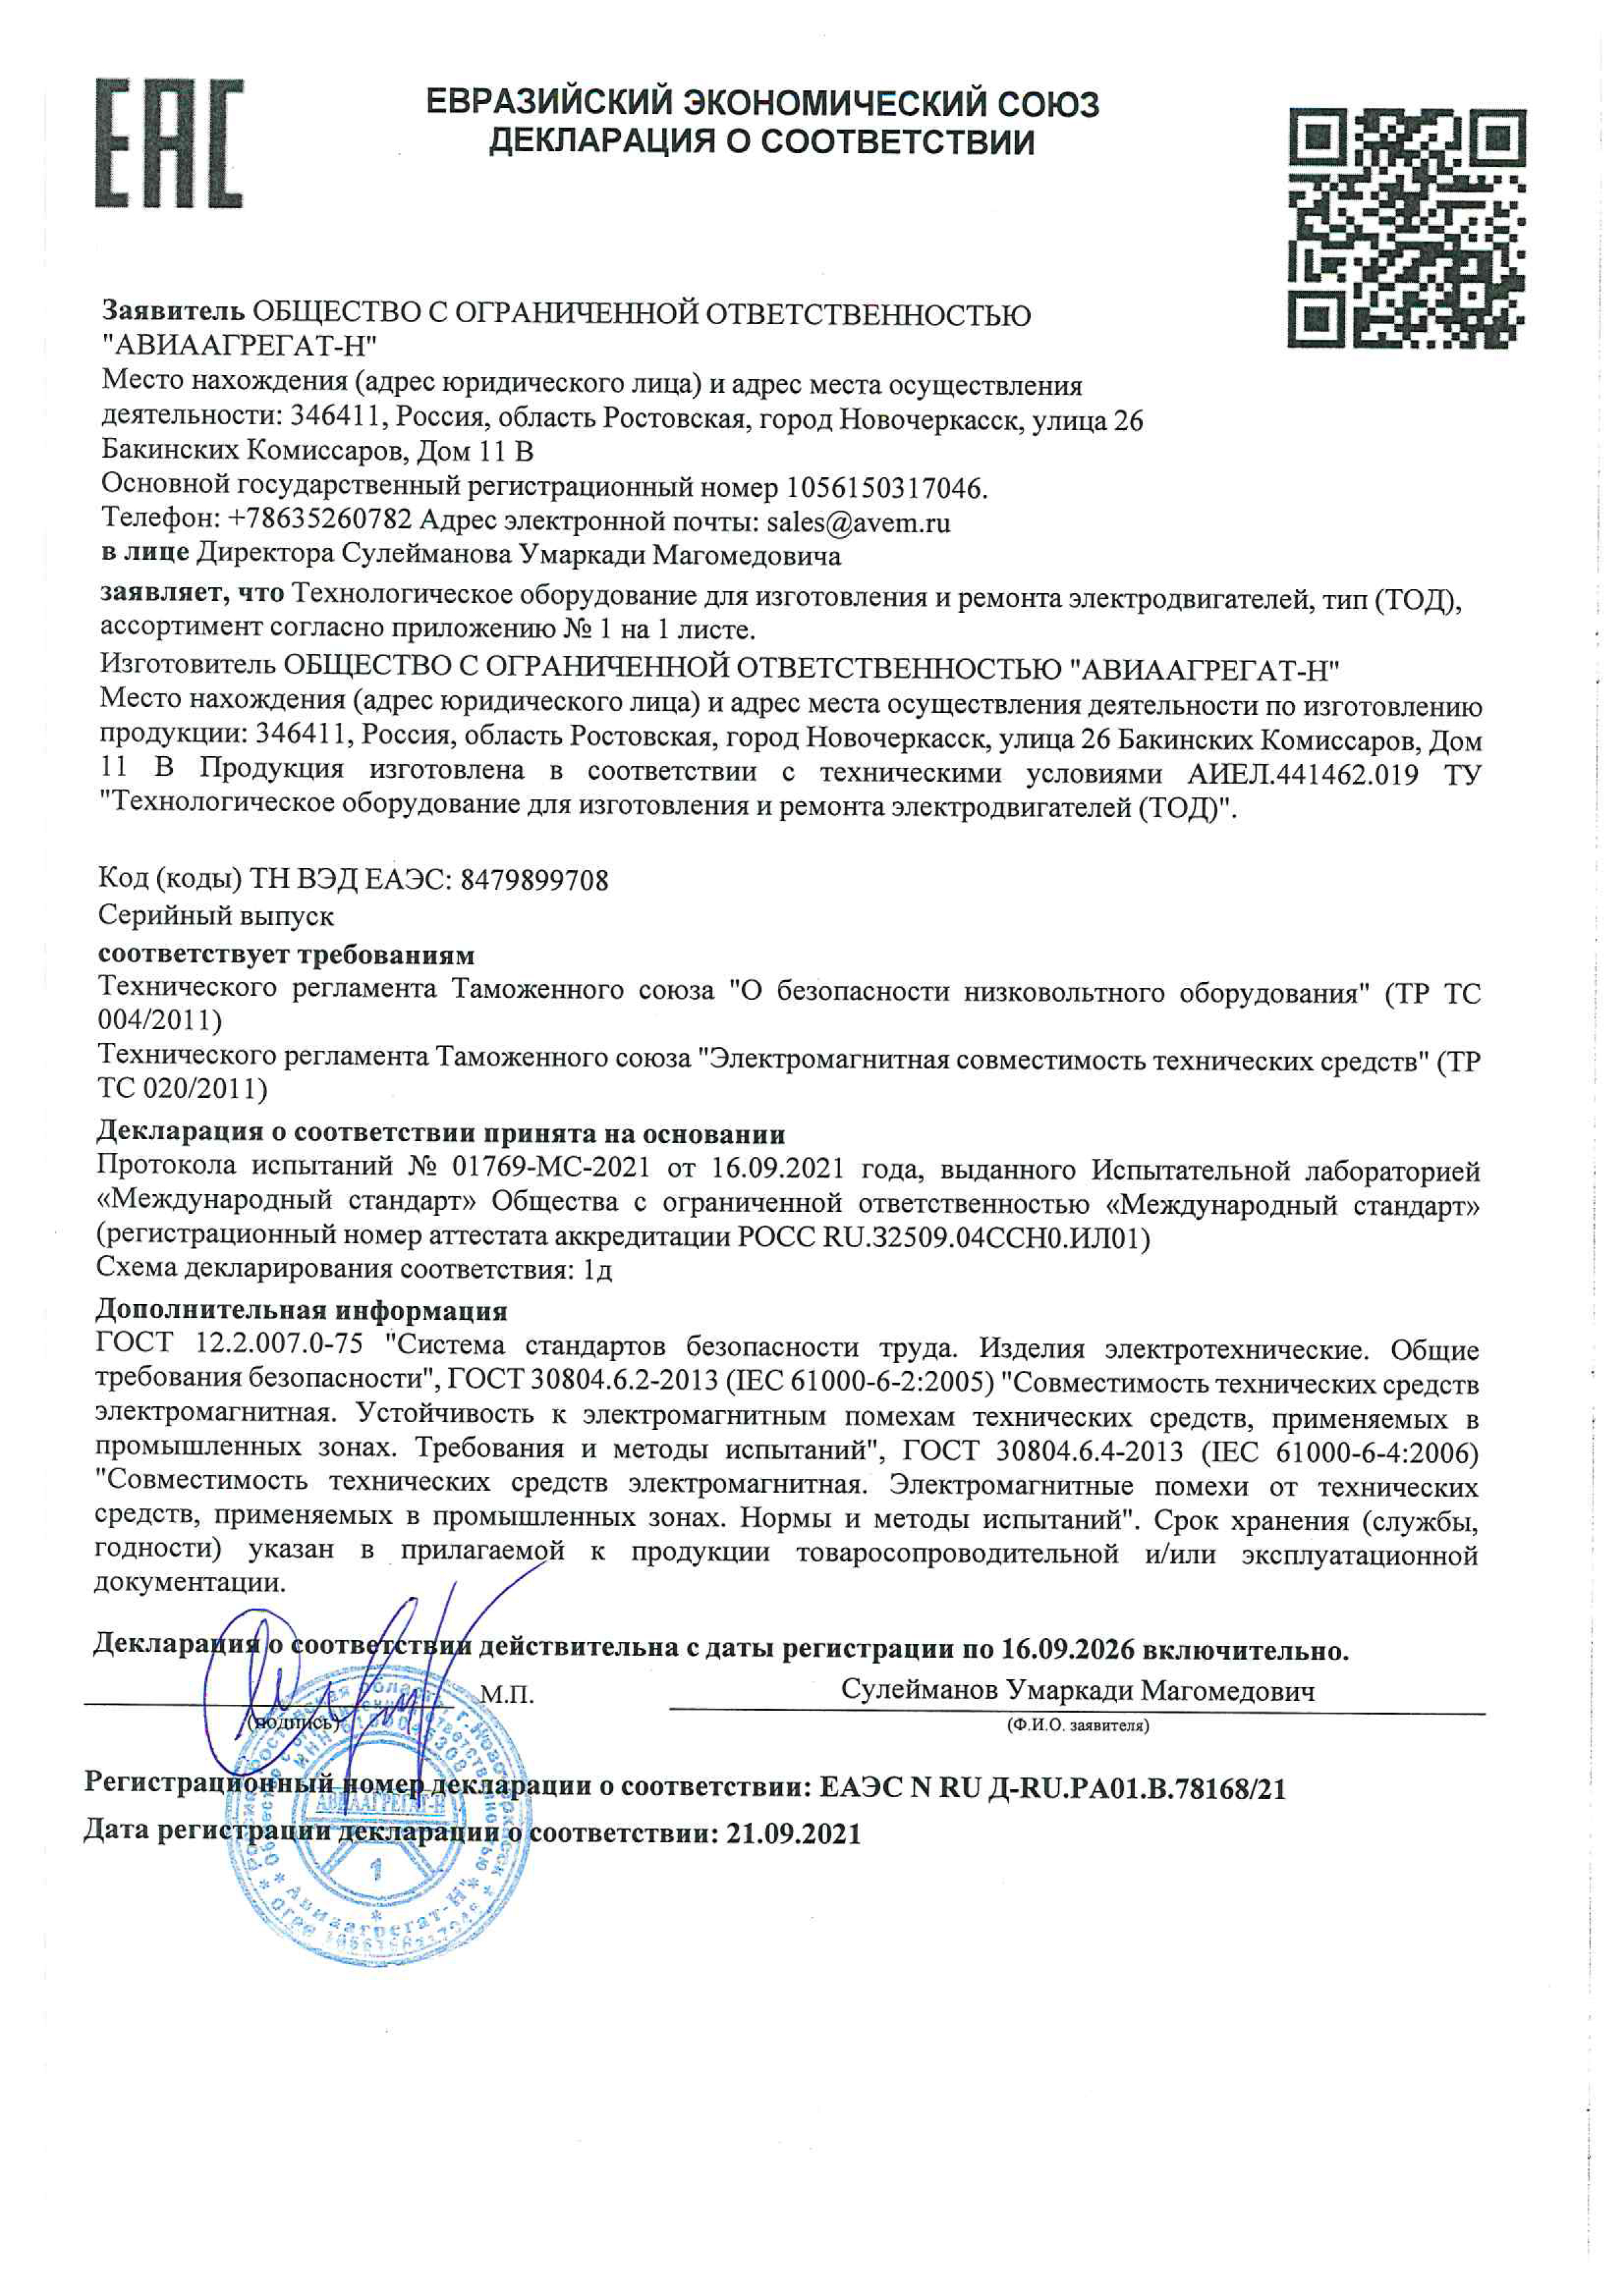 ЕАС
ЕВРАЗИЙСКИЙ ЭКОНОМИЧЕСКИЙ СОЮЗ
ДЕКЛАРАЦИЯ О СООТВЕТСТВИИ
Заявитель ОБЩЕСТВО С ОГРАНИЧЕННОЙ ОТВЕТСТВЕННОСТЬЮ
"АВИААГРЕГАТ-Н"
Место нахождения (адрес юридического лица) и адрес места осуществления
деятельности: 346411, Россия, область Ростовская, город Новочеркасск, улица 26
Бакинских Комиссаров, Дом 11 В
Основной государственный регистрационный номер 1056150317046.
Телефон: +78635260782 Адрес электронной почты: sales@avem.ru
в лице Директора Сулейманова Умаркади Магомедовича
заявляет, что Технологическое оборудование для изготовления и ремонта электродвигателей, тип (ТОД),
ассортимент согласно приложению № 1 на 1 листе.
Изготовитель ОБЩЕСТВО С ОГРАНИЧЕННОЙ ОТВЕТСТВЕННОСТЬЮ "АВИААГРЕГАТ-Н"
Место нахождения (адрес юридического лица) и адрес места осуществления деятельности по изготовлению
продукции: 346411, Россия, область Ростовская, город Новочеркасск, улица 26 Бакинских Комиссаров, Дом
11 В Продукция изготовлена в соответствии с техническими условиями АИЕЛ.441462.019 ТУ
"Технологическое оборудование для изготовления и ремонта электродвигателей (ТОД)".
Код (коды) ТН ВЭД ЕАЭС: 8479899708
Серийный выпуск
соответствует требованиям
Технического регламента Таможенного союза "О безопасности низковольтного оборудования" (ТР ТС
004/2011)
Технического регламента Таможенного союза "Электромагнитная совместимость технических средств" (ТР
ТС 020/2011)
Декларация о соответствии принята на основании
Протокола испытаний № 01769-МС-2021 от 16.09.2021 года, выданного Испытательной лабораторией
«Международный стандарт» Общества с ограниченной ответственностью «Международный стандарт»
(регистрационный номер аттестата аккредитации РОСС RU.32509.04ССН0.ИЛ01)
Схема декларирования соответствия: 1д
Дополнительная информация
ГОСТ 12.2.007.0-75 "Система стандартов безопасности труда. Изделия электротехнические. Общие
требования безопасности", ГОСТ 30804.6.2-2013 (IEC 61000-6-2:2005) "Совместимость технических средств
электромагнитная. Устойчивость к электромагнитным помехам технических средств, применяемых в
промышленных зонах. Требования и методы испытаний", ГОСТ 30804.6.4-2013 (IEC 61000-6-4:2006)
"Совместимость технических средств электромагнитная. Электромагнитные помехи от технических
средств, применяемых в промышленных зонах. Нормы и методы испытаний". Срок хранения (службы,
годности) указан в прилагаемой к продукции товаросопроводительной и/или эксплуатационной
документации.
Декларация о соответствии действительна с даты регистрации по 16.09.2026 включительно.
М.П.
Сулейманов Умаркади Магомедович
(подпись)
(Ф.И.О. заявителя)
Регистрационный номер декларации о соответствии: ЕАЭС N RU Д-RU.РА01.В.78168/21
Дата регистрации декларации о соответствии: 21.09.2021
АВИААГРЕГАТ-Н
1
"Авиаагрегат-Н"